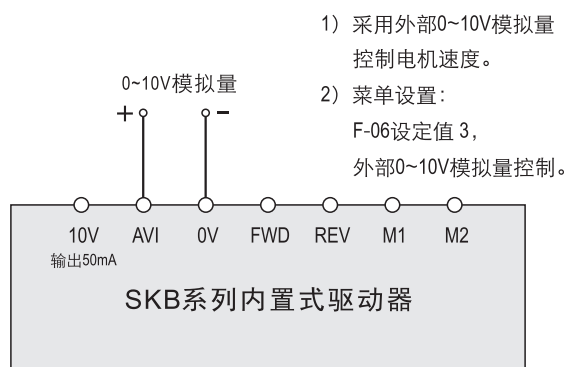 1）采用外部0~10V模拟量
控制电机速度。
2）菜单设置：
F-06设定值 3，
外部0~10V模拟量控制。
0~10V模拟量
+ -
10V AVI 0V FWD REV M1 M2
输出50mA
SKB系列内置式驱动器